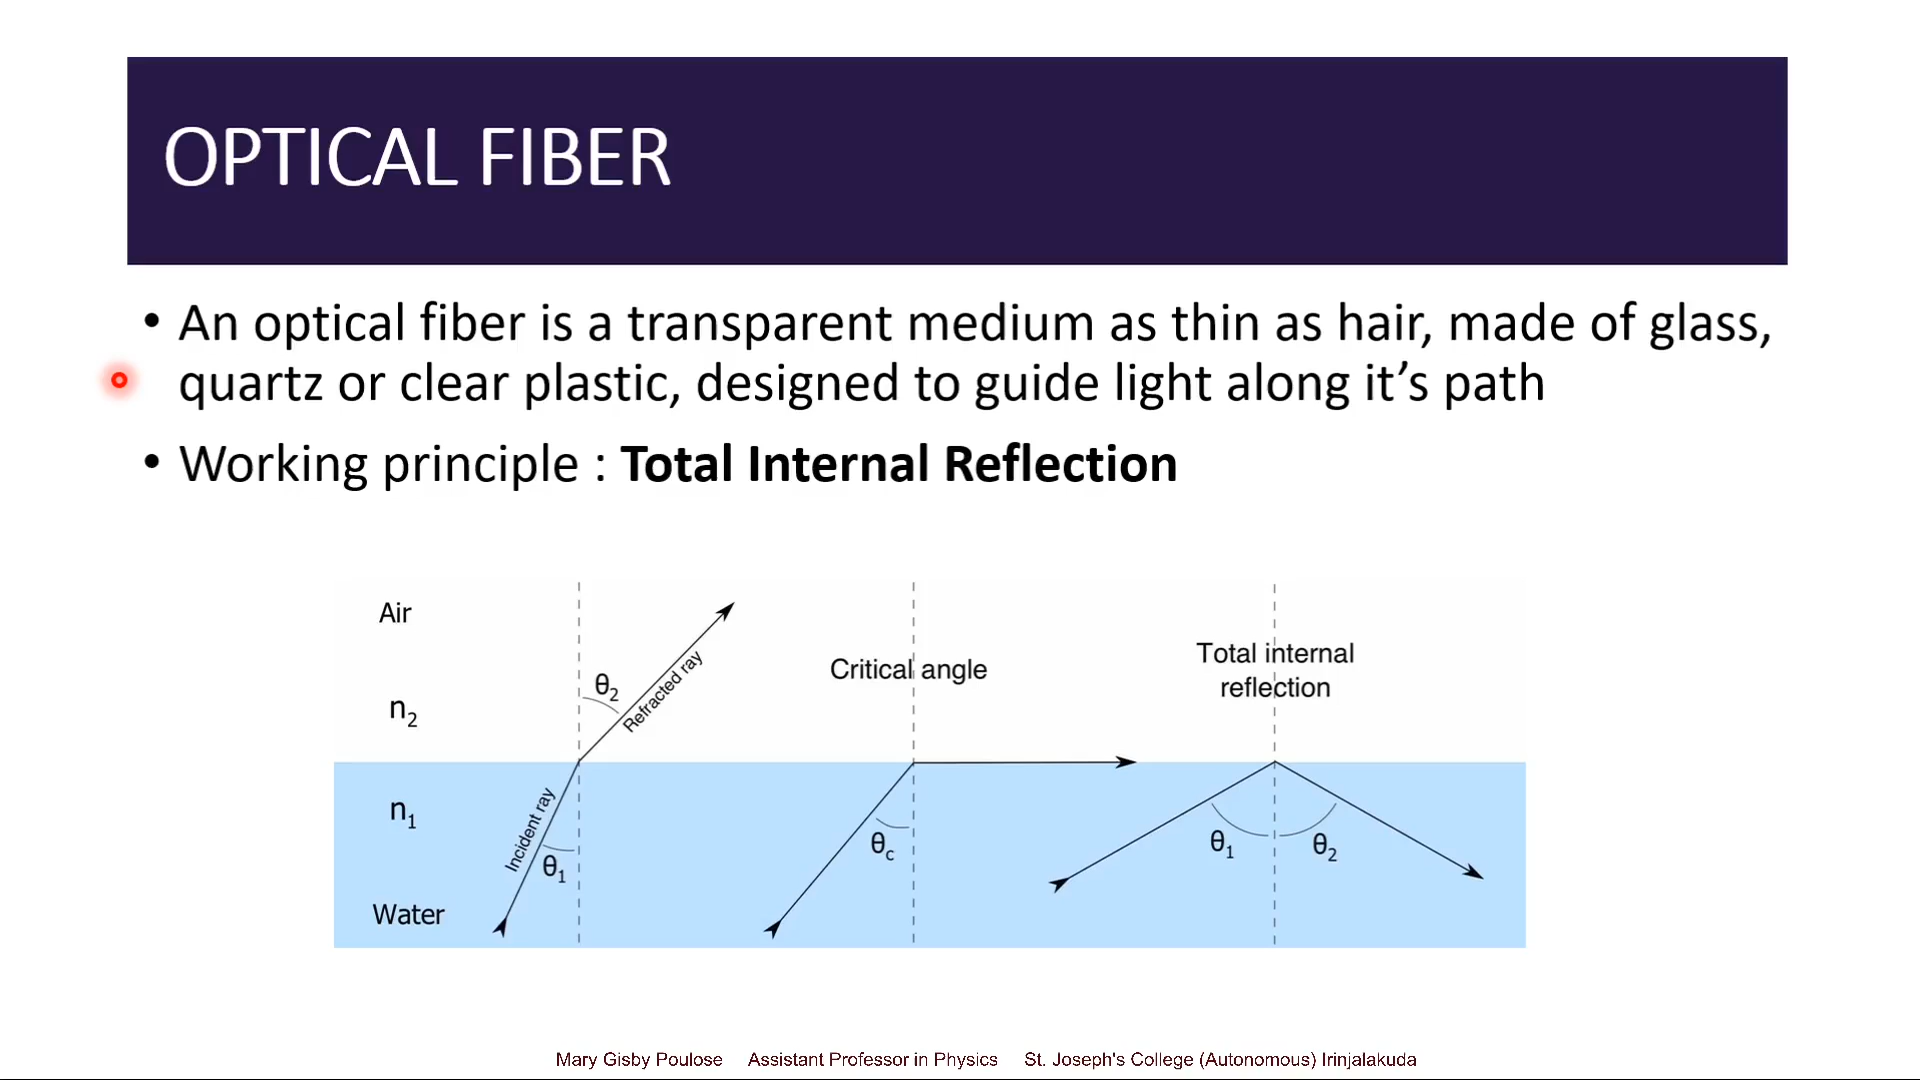 OPTICAL FIBER
• An optical fiber is a transparent medium as thin as hair, made of glass,
quartz or clear plastic, designed to guide light along it’s path
• Working principle : Total Internal Reflection
Air
n₂
θ₂
Refracted ray
Critical angle
Total internal
reflection
n₁
Incident ray
θ₁
θc
θ₁
θ₂
Water
Mary Gisby Poulose Assistant Professor in Physics St. Joseph's College (Autonomous) Irinjalakuda